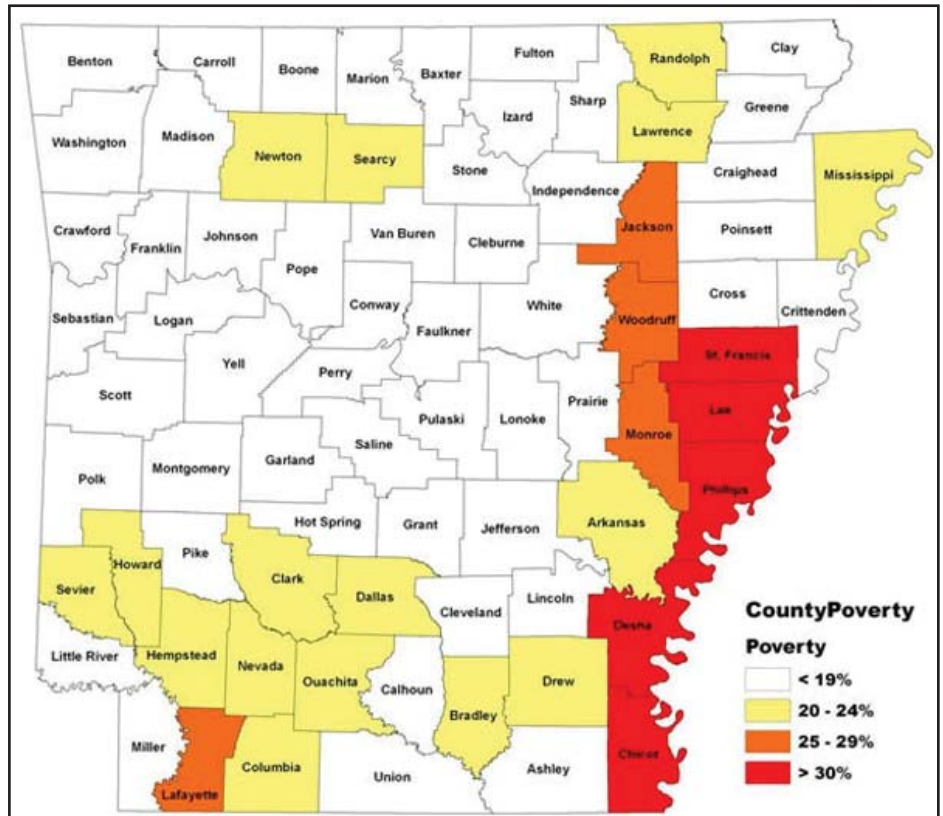 Benton
Carroll
Boone
Marion
Baxter
Fulton
Randolph
Clay
Sharp
Izard
Greene
Lawrence
Washington
Madison
Newton
Searcy
Stone
Independence
Craighead
Mississippi
Crawford
Franklin
Johnson
Pope
Van Buren
Cleburne
Jackson
Poinsett
Sebastian
Logan
Conway
Faulkner
White
Woodruff
Cross
Crittenden
Scott
Yell
Perry
Pulaski
Lonoke
Prairie
St. Francis
Lee
Monroe
Polk
Montgomery
Garland
Saline
Phillips
Hot Spring
Grant
Jefferson
Arkansas
Sevier
Howard
Pike
Clark
Dallas
Cleveland
Lincoln
Desha
Little River
Hempstead
Nevada
Ouachita
Calhoun
Bradley
Drew
Miller
Lafayette
Columbia
Union
Ashley
Chicot
CountyPoverty
Poverty
< 19%
20 - 24%
25 - 29%
> 30%